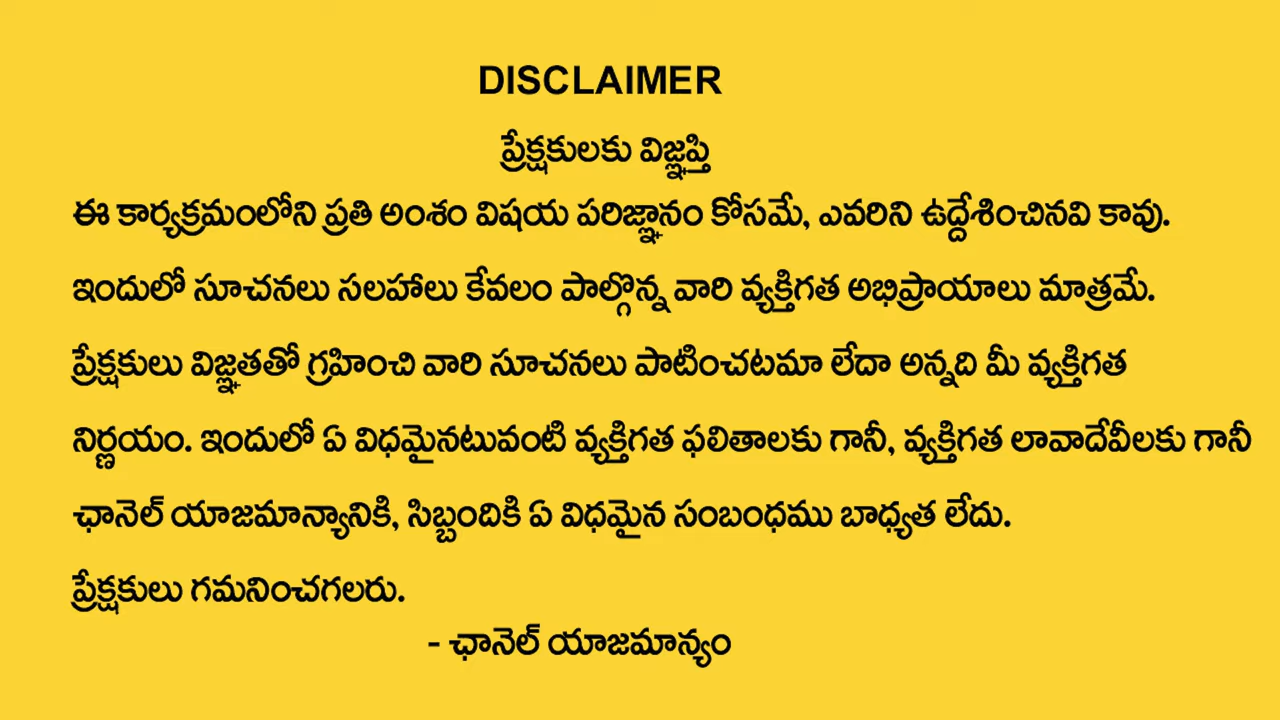 DISCLAIMER
ప్రేక్షకులకు విజ్ఞప్తి
ఈ కార్యక్రమంలోని ప్రతి అంశం విషయ పరిజ్ఞానం కోసమే, ఎవరిని ఉద్దేశించినవి కావు.
ఇందులో సూచనలు సలహాలు కేవలం పాల్గొన్న వారి వ్యక్తిగత అభిప్రాయాలు మాత్రమే.
ప్రేక్షకులు విజ్ఞతతో గ్రహించి వారి సూచనలు పాటించటమా లేదా అన్నది మీ వ్యక్తిగత
నిర్ణయం. ఇందులో ఏ విధమైనటువంటి వ్యక్తిగత ఫలితాలకు గానీ, వ్యక్తిగత లావాదేవీలకు గానీ
ఛానెల్ యాజమాన్యానికి, సిబ్బందికి ఏ విధమైన సంబంధము బాధ్యత లేదు.
ప్రేక్షకులు గమనించగలరు.
- ఛానెల్ యాజమాన్యం